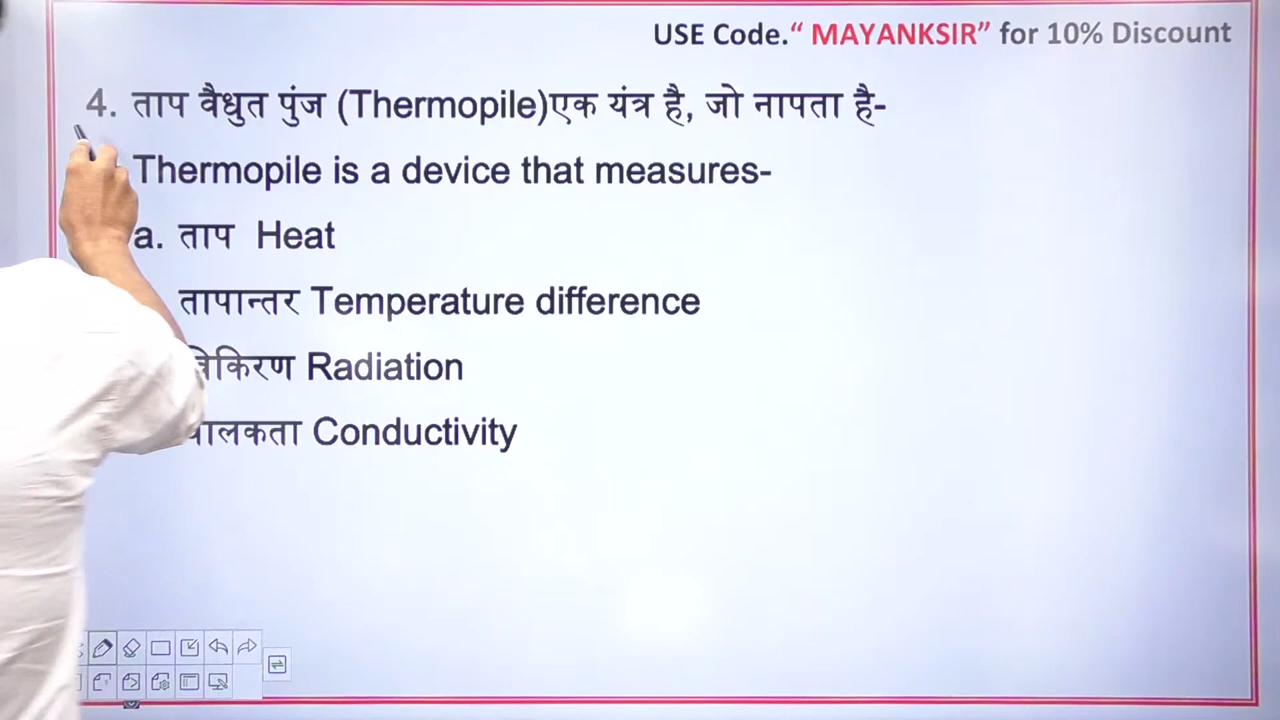 USE Code.“ MAYANKSIR” for 10% Discount
4. ताप वैधुत पुंज (Thermopile)एक यंत्र है, जो नापता है-
Thermopile is a device that measures-
a. ताप Heat
तापान्तर Temperature difference
Radiation
Conductivity